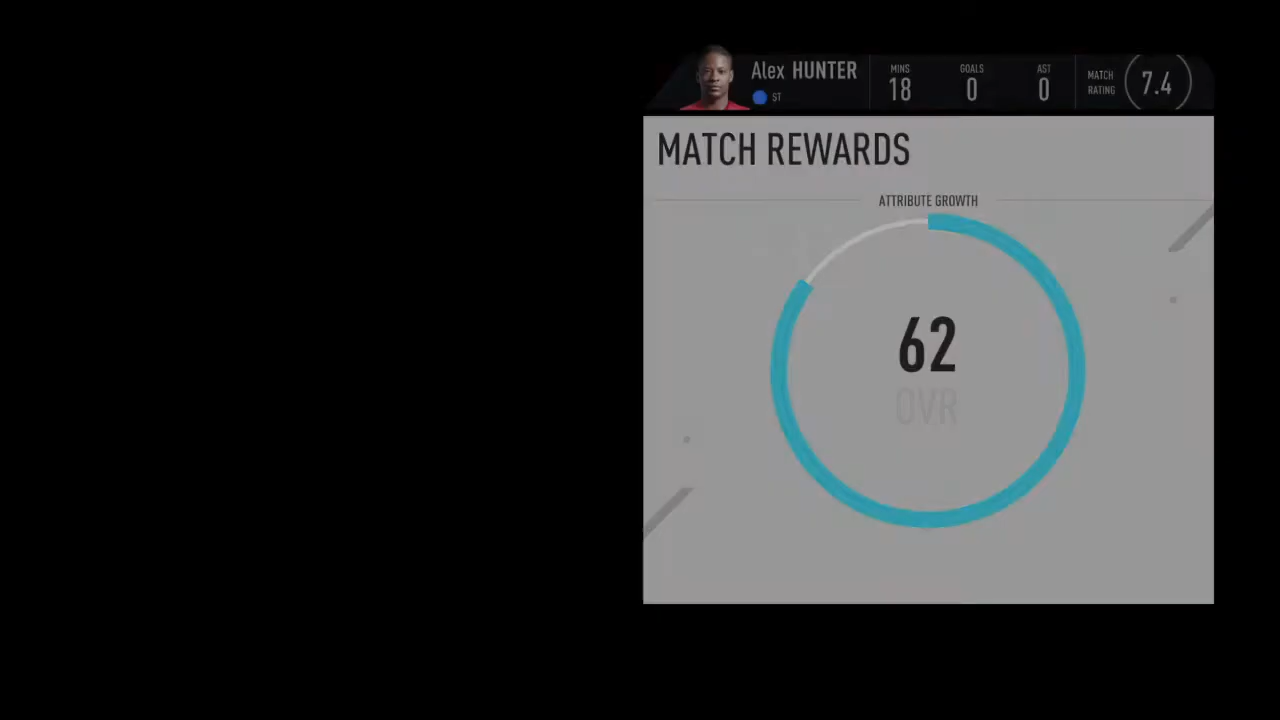 Alex HUNTER
ST
MINS
18
GOALS
0
AST
0
MATCH
RATING
7.4
MATCH REWARDS
ATTRIBUTE GROWTH
62
OVR